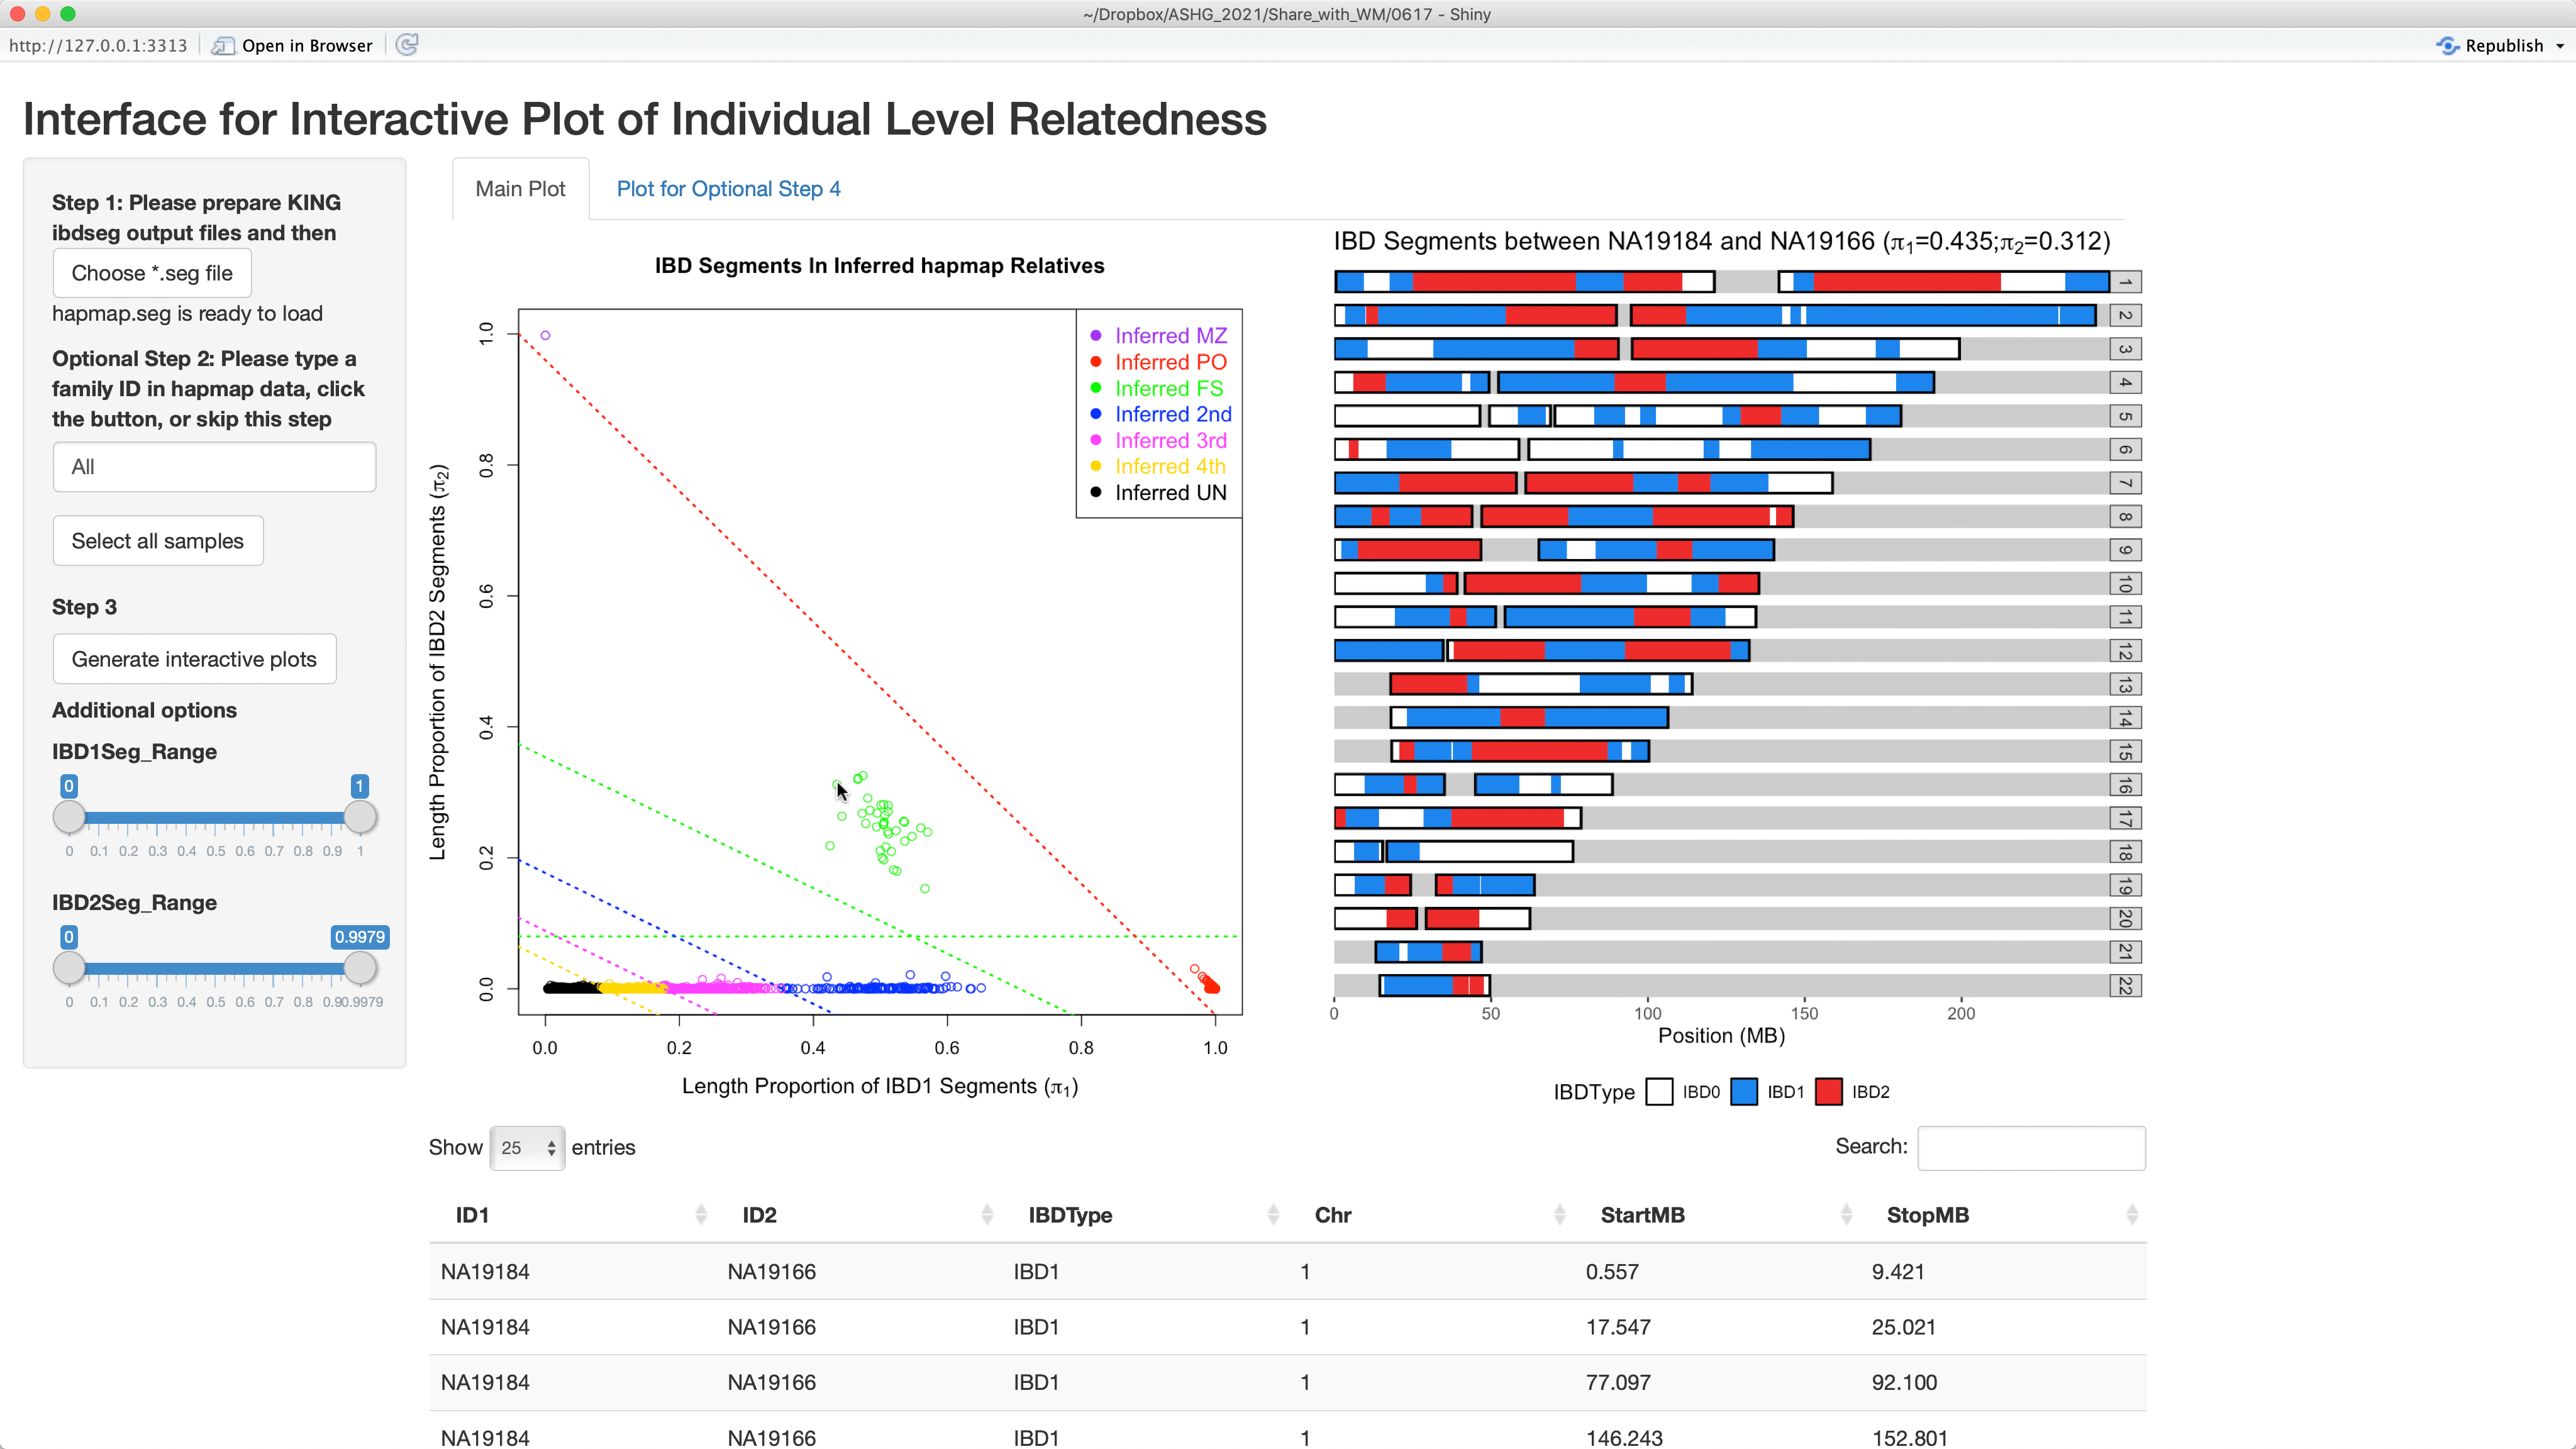 ~/Dropbox/ASHG_2021/Share_with_WM/0617 - Shiny
http://127.0.0.1:3313
Open in Browser
Republish
Interface for Interactive Plot of Individual Level Relatedness
Step 1: Please prepare KING
ibdseg output files and then
Choose *.seg file
hapmap.seg is ready to load
Optional Step 2: Please type a
family ID in hapmap data, click
the button, or skip this step
All
Select all samples
Step 3
Generate interactive plots
Additional options
IBD1Seg_Range
0 1
0 0.1 0.2 0.3 0.4 0.5 0.6 0.7 0.8 0.9 1
IBD2Seg_Range
0 0.9979
0 0.1 0.2 0.3 0.4 0.5 0.6 0.7 0.8 0.90.9979
Main Plot
Plot for Optional Step 4
IBD Segments In Inferred hapmap Relatives
Length Proportion of IBD2 Segments (π2)
1.0
0.8
0.6
0.4
0.2
0.0
Inferred MZ
Inferred PO
Inferred FS
Inferred 2nd
Inferred 3rd
Inferred 4th
Inferred UN
0.0 0.2 0.4 0.6 0.8 1.0
Length Proportion of IBD1 Segments (π1)
IBD Segments between NA19184 and NA19166 (π1=0.435;π2=0.312)
1
2
3
4
5
6
7
8
9
10
11
12
13
14
15
16
17
18
19
20
21
22
0 50 100 150 200
Position (MB)
IBDType IBD0 IBD1 IBD2
Show 25 entries
Search:
ID1 ID2 IBDType Chr StartMB StopMB
NA19184 NA19166 IBD1 1 0.557 9.421
NA19184 NA19166 IBD1 1 17.547 25.021
NA19184 NA19166 IBD1 1 77.097 92.100
NA19184 NA19166 IBD1 1 146.243 152.801